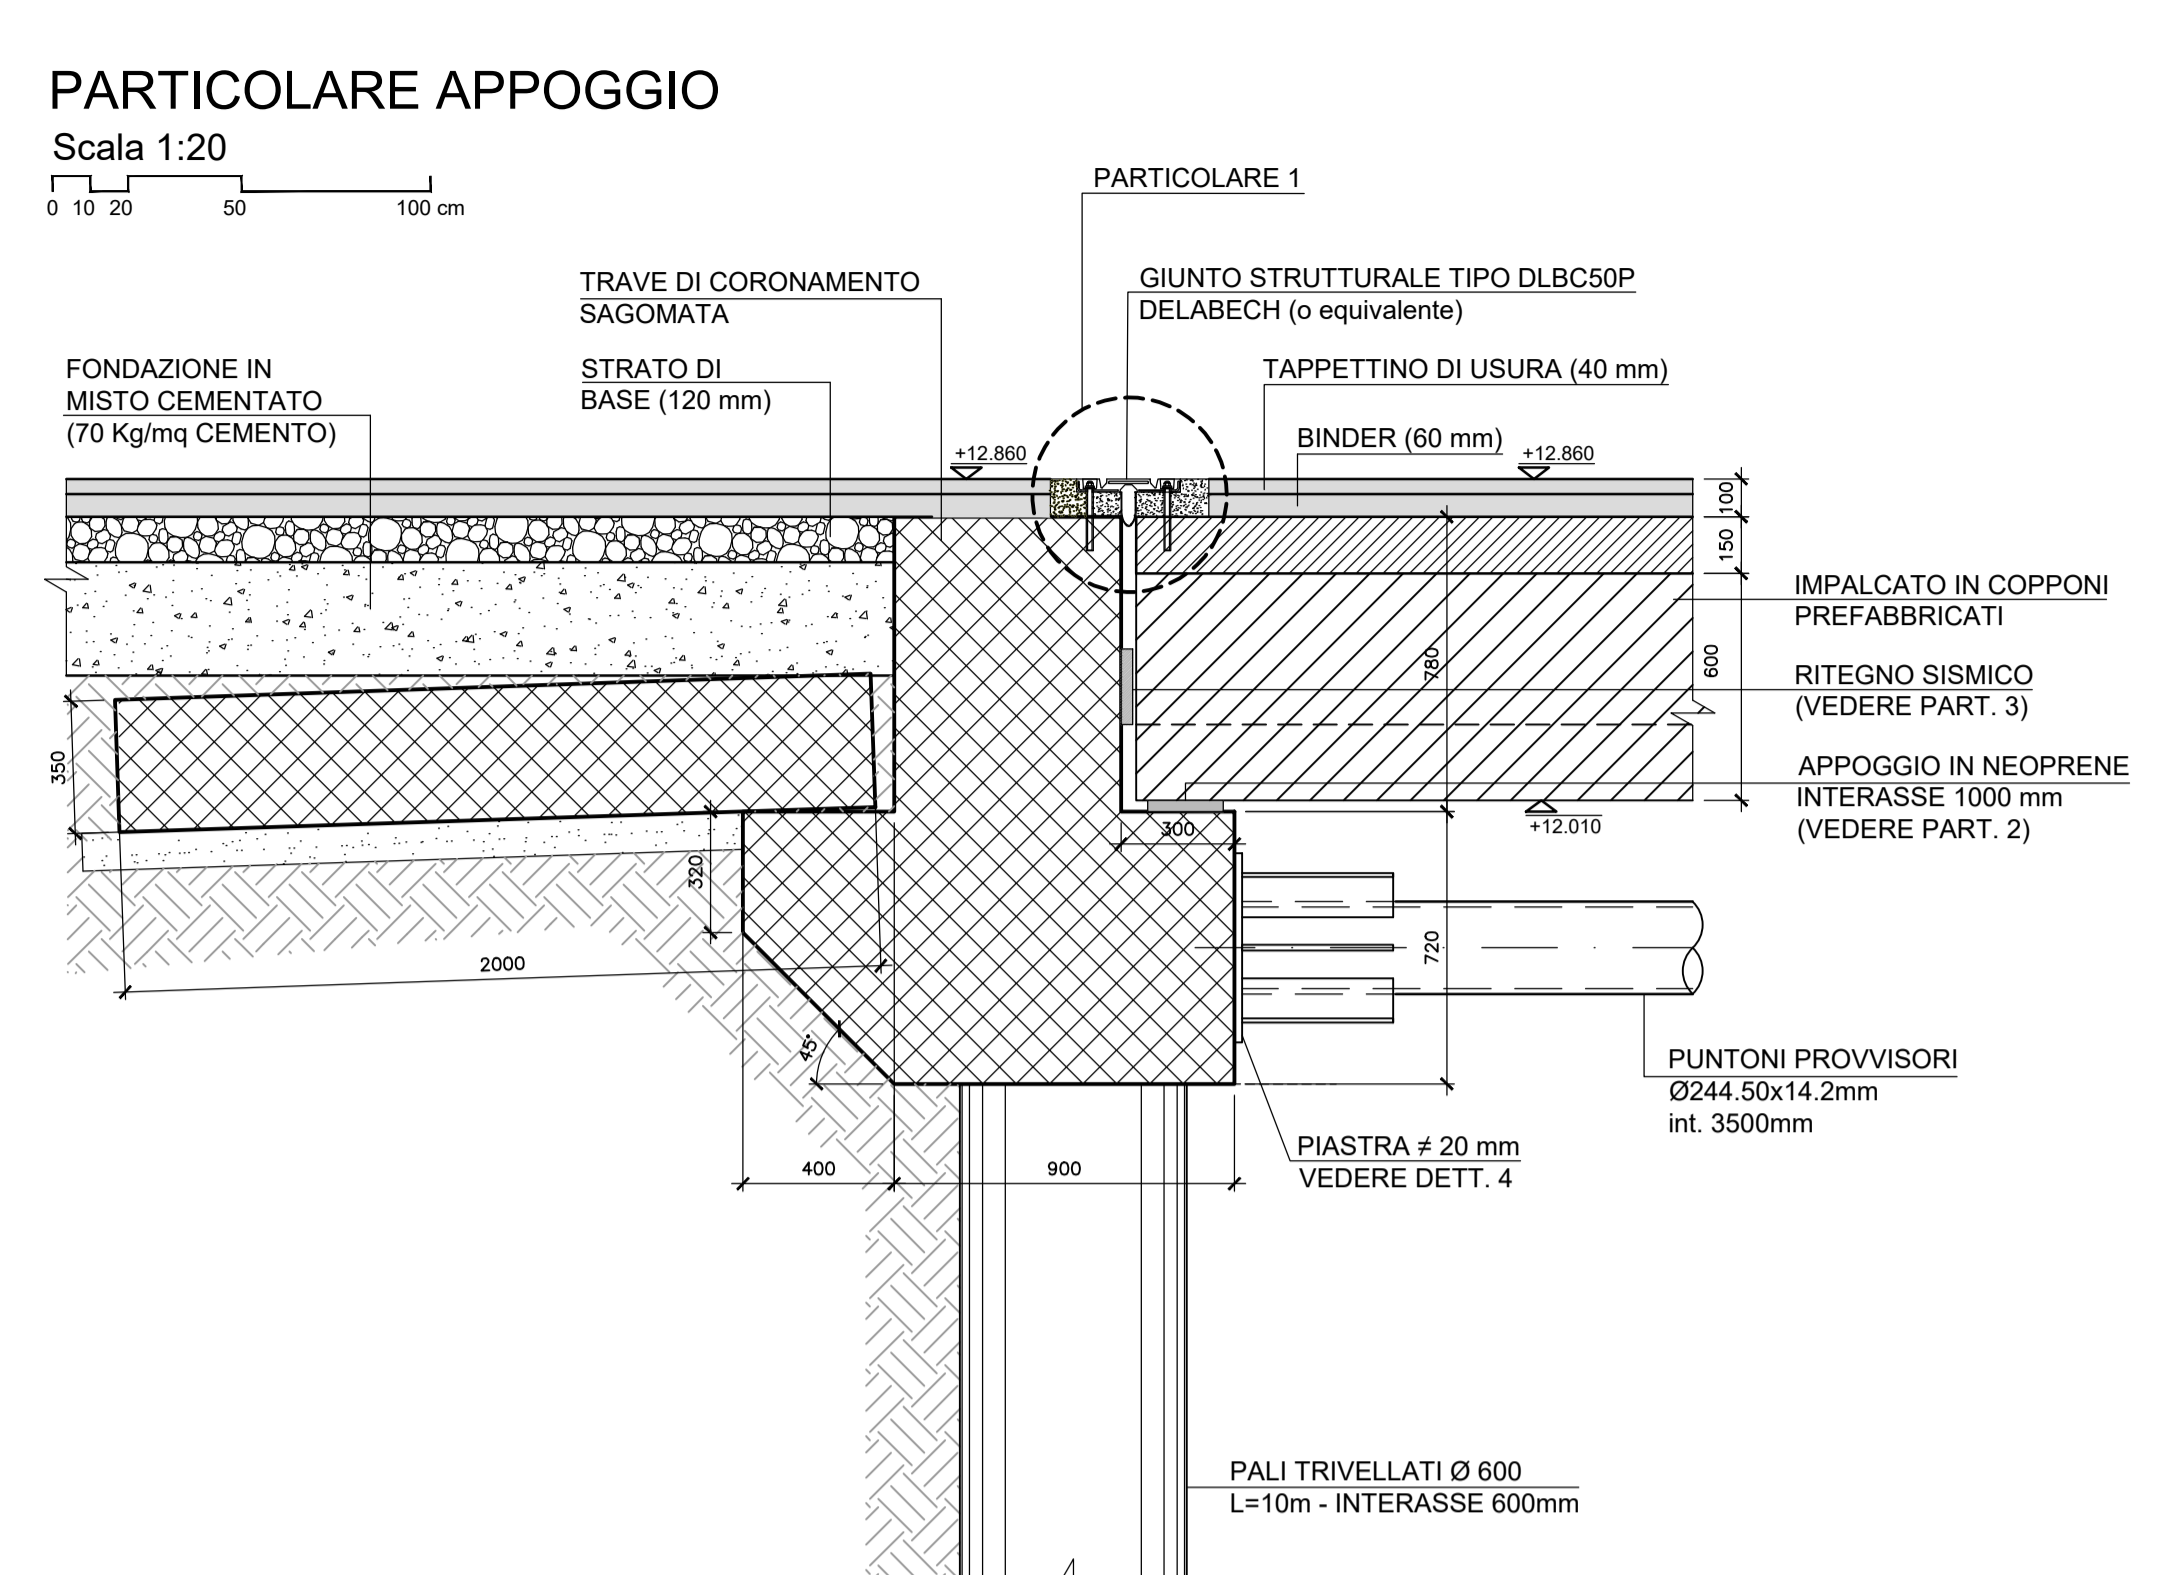 PARTICOLARE APPOGGIO
Scala 1:20
0 10 20 50 100 cm
PARTICOLARE 1
TRAVE DI CORONAMENTO
SAGOMATA
GIUNTO STRUTTURALE TIPO DLBC50P
DELABECH (o equivalente)
FONDAZIONE IN
MISTO CEMENTATO
(70 Kg/mq CEMENTO)
STRATO DI
BASE (120 mm)
TAPPETTINO DI USURA (40 mm)
BINDER (60 mm)
+12.860
+12.860
100
150
600
780
IMPALCATO IN COPPONI
PREFABBRICATI
RITEGNO SISMICO
(VEDERE PART. 3)
APPOGGIO IN NEOPRENE
INTERASSE 1000 mm
(VEDERE PART. 2)
+12.010
300
350
320
2000
720
45°
PUNTONI PROVVISORI
Ø244.50x14.2mm
int. 3500mm
PIASTRA ≠ 20 mm
VEDERE DETT. 4
400
900
PALI TRIVELLATI Ø 600
L=10m - INTERASSE 600mm